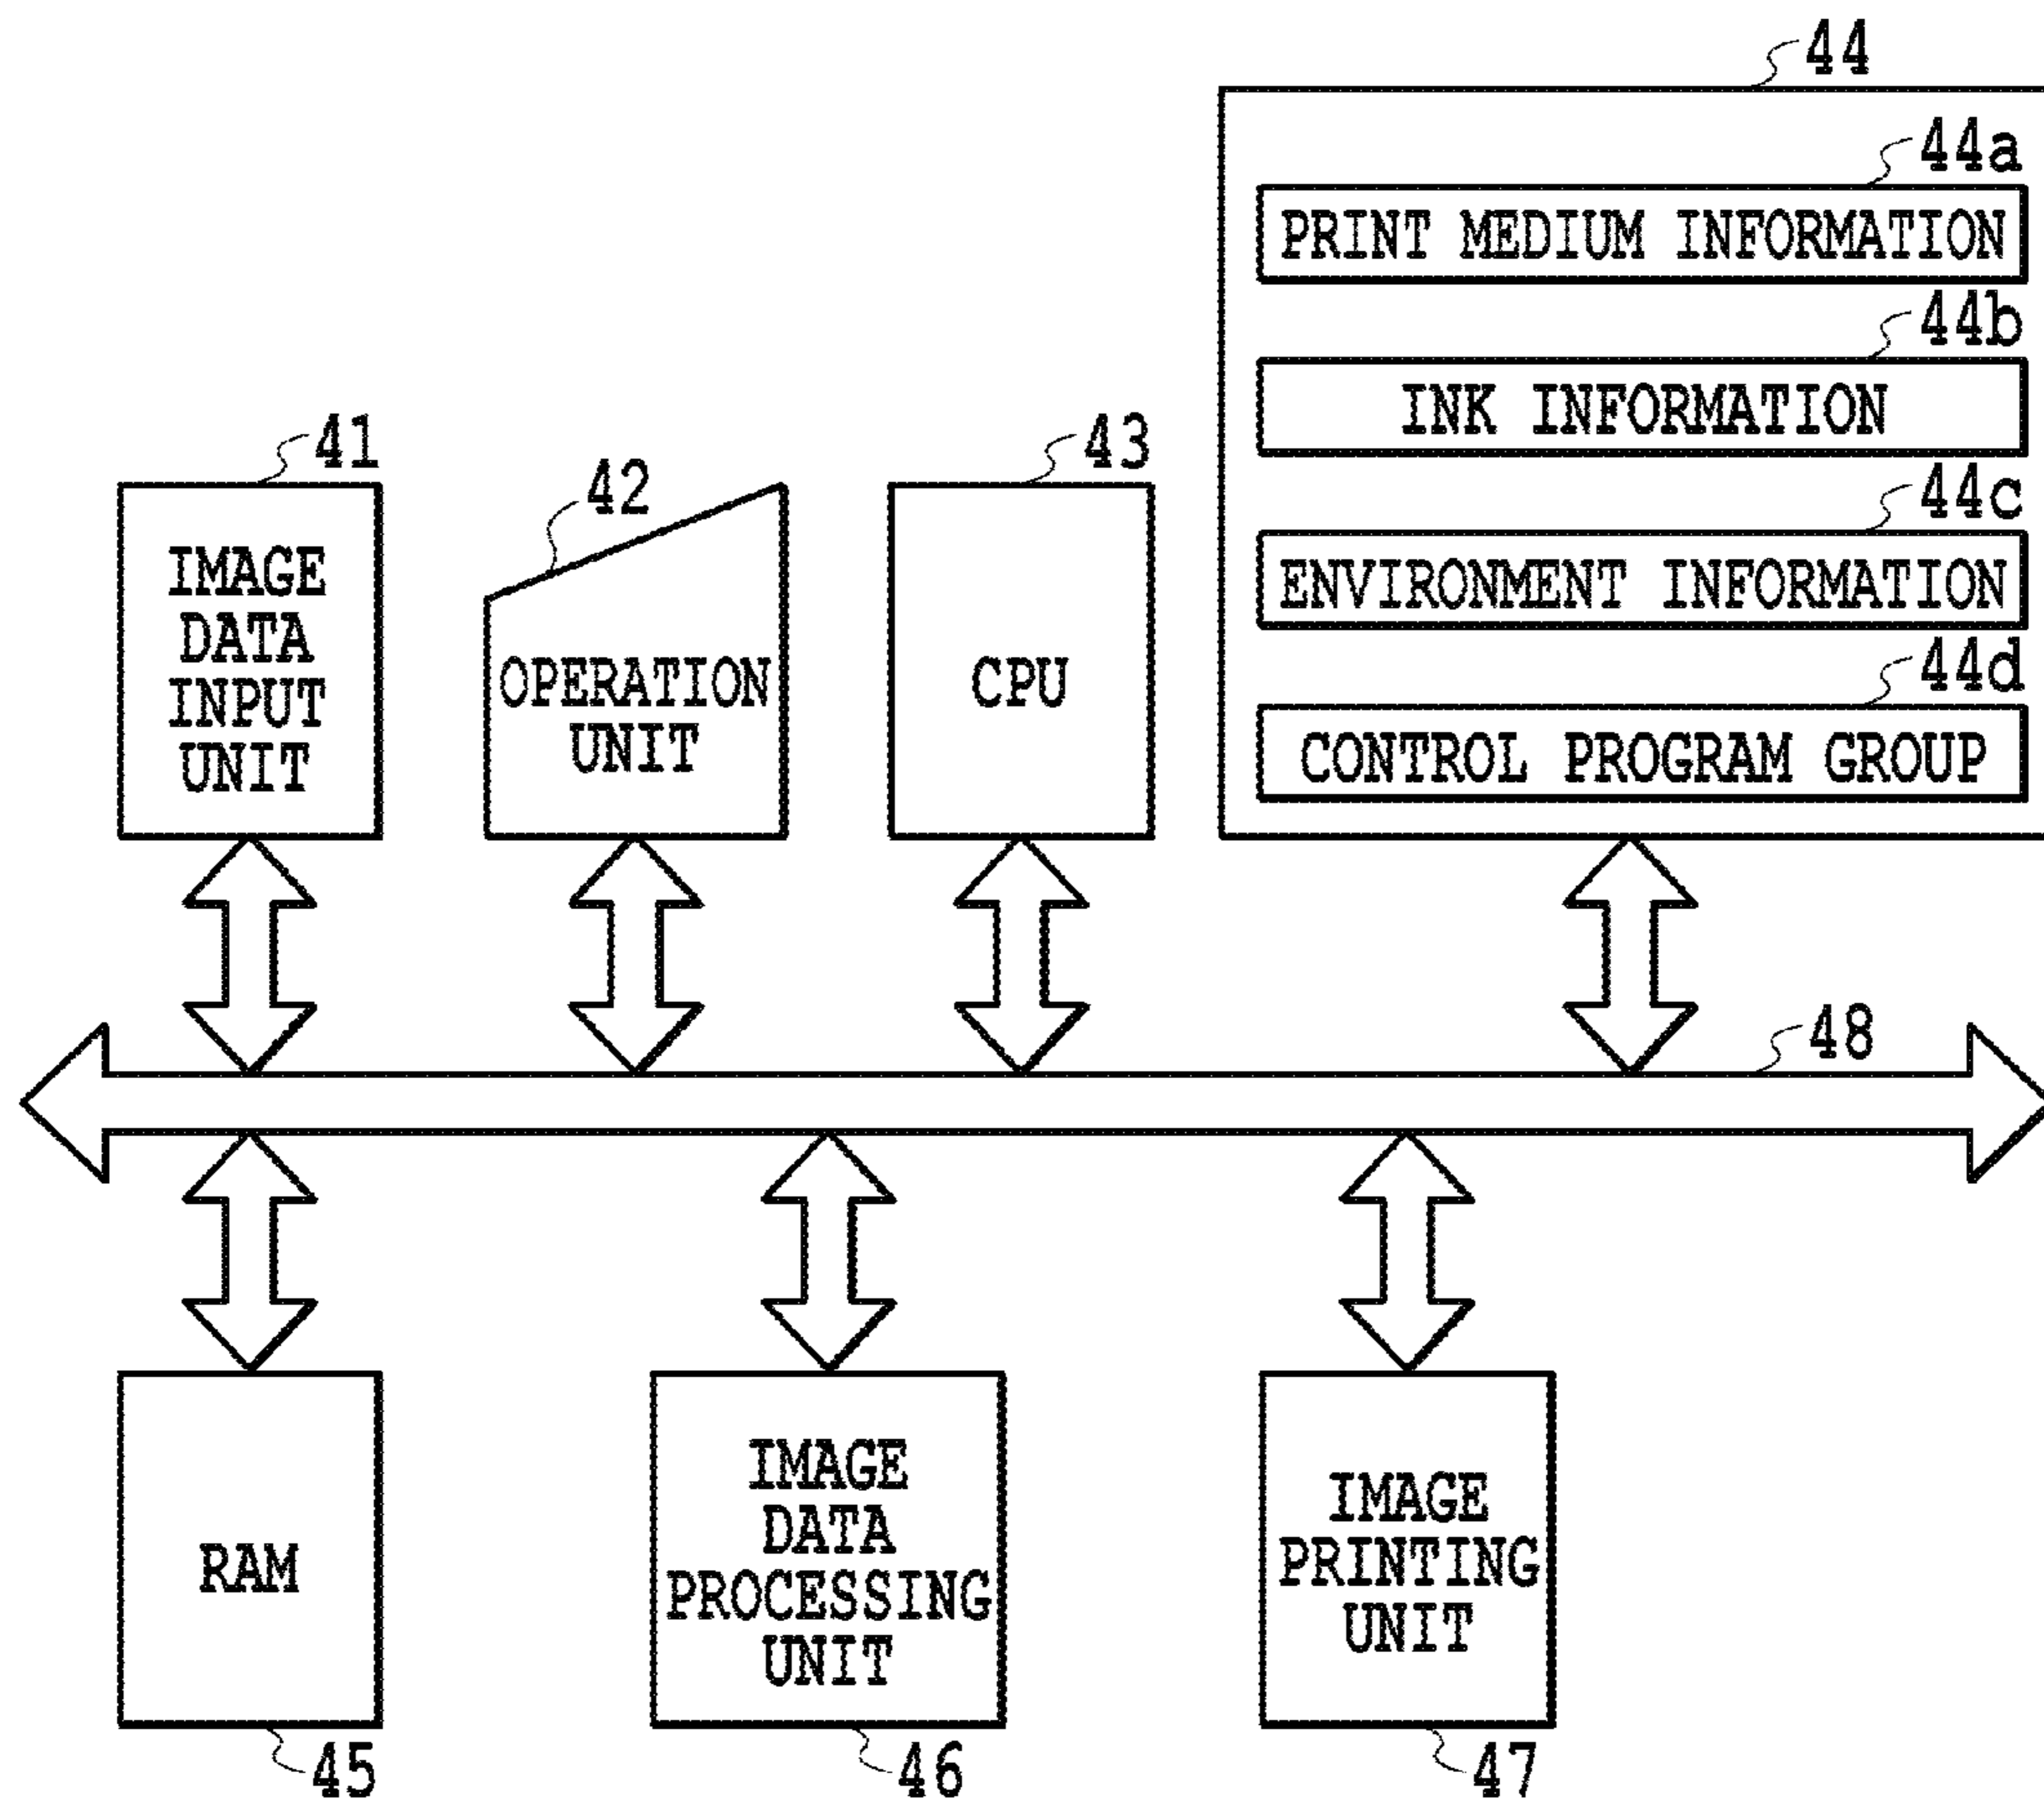 44
44a
PRINT MEDIUM INFORMATION
44b
INK INFORMATION
44c
ENVIRONMENT INFORMATION
44d
CONTROL PROGRAM GROUP
41
IMAGE
DATA
INPUT
UNIT
42
OPERATION
UNIT
43
CPU
48
RAM
45
IMAGE
DATA
PROCESSING
UNIT
46
IMAGE
PRINTING
UNIT
47